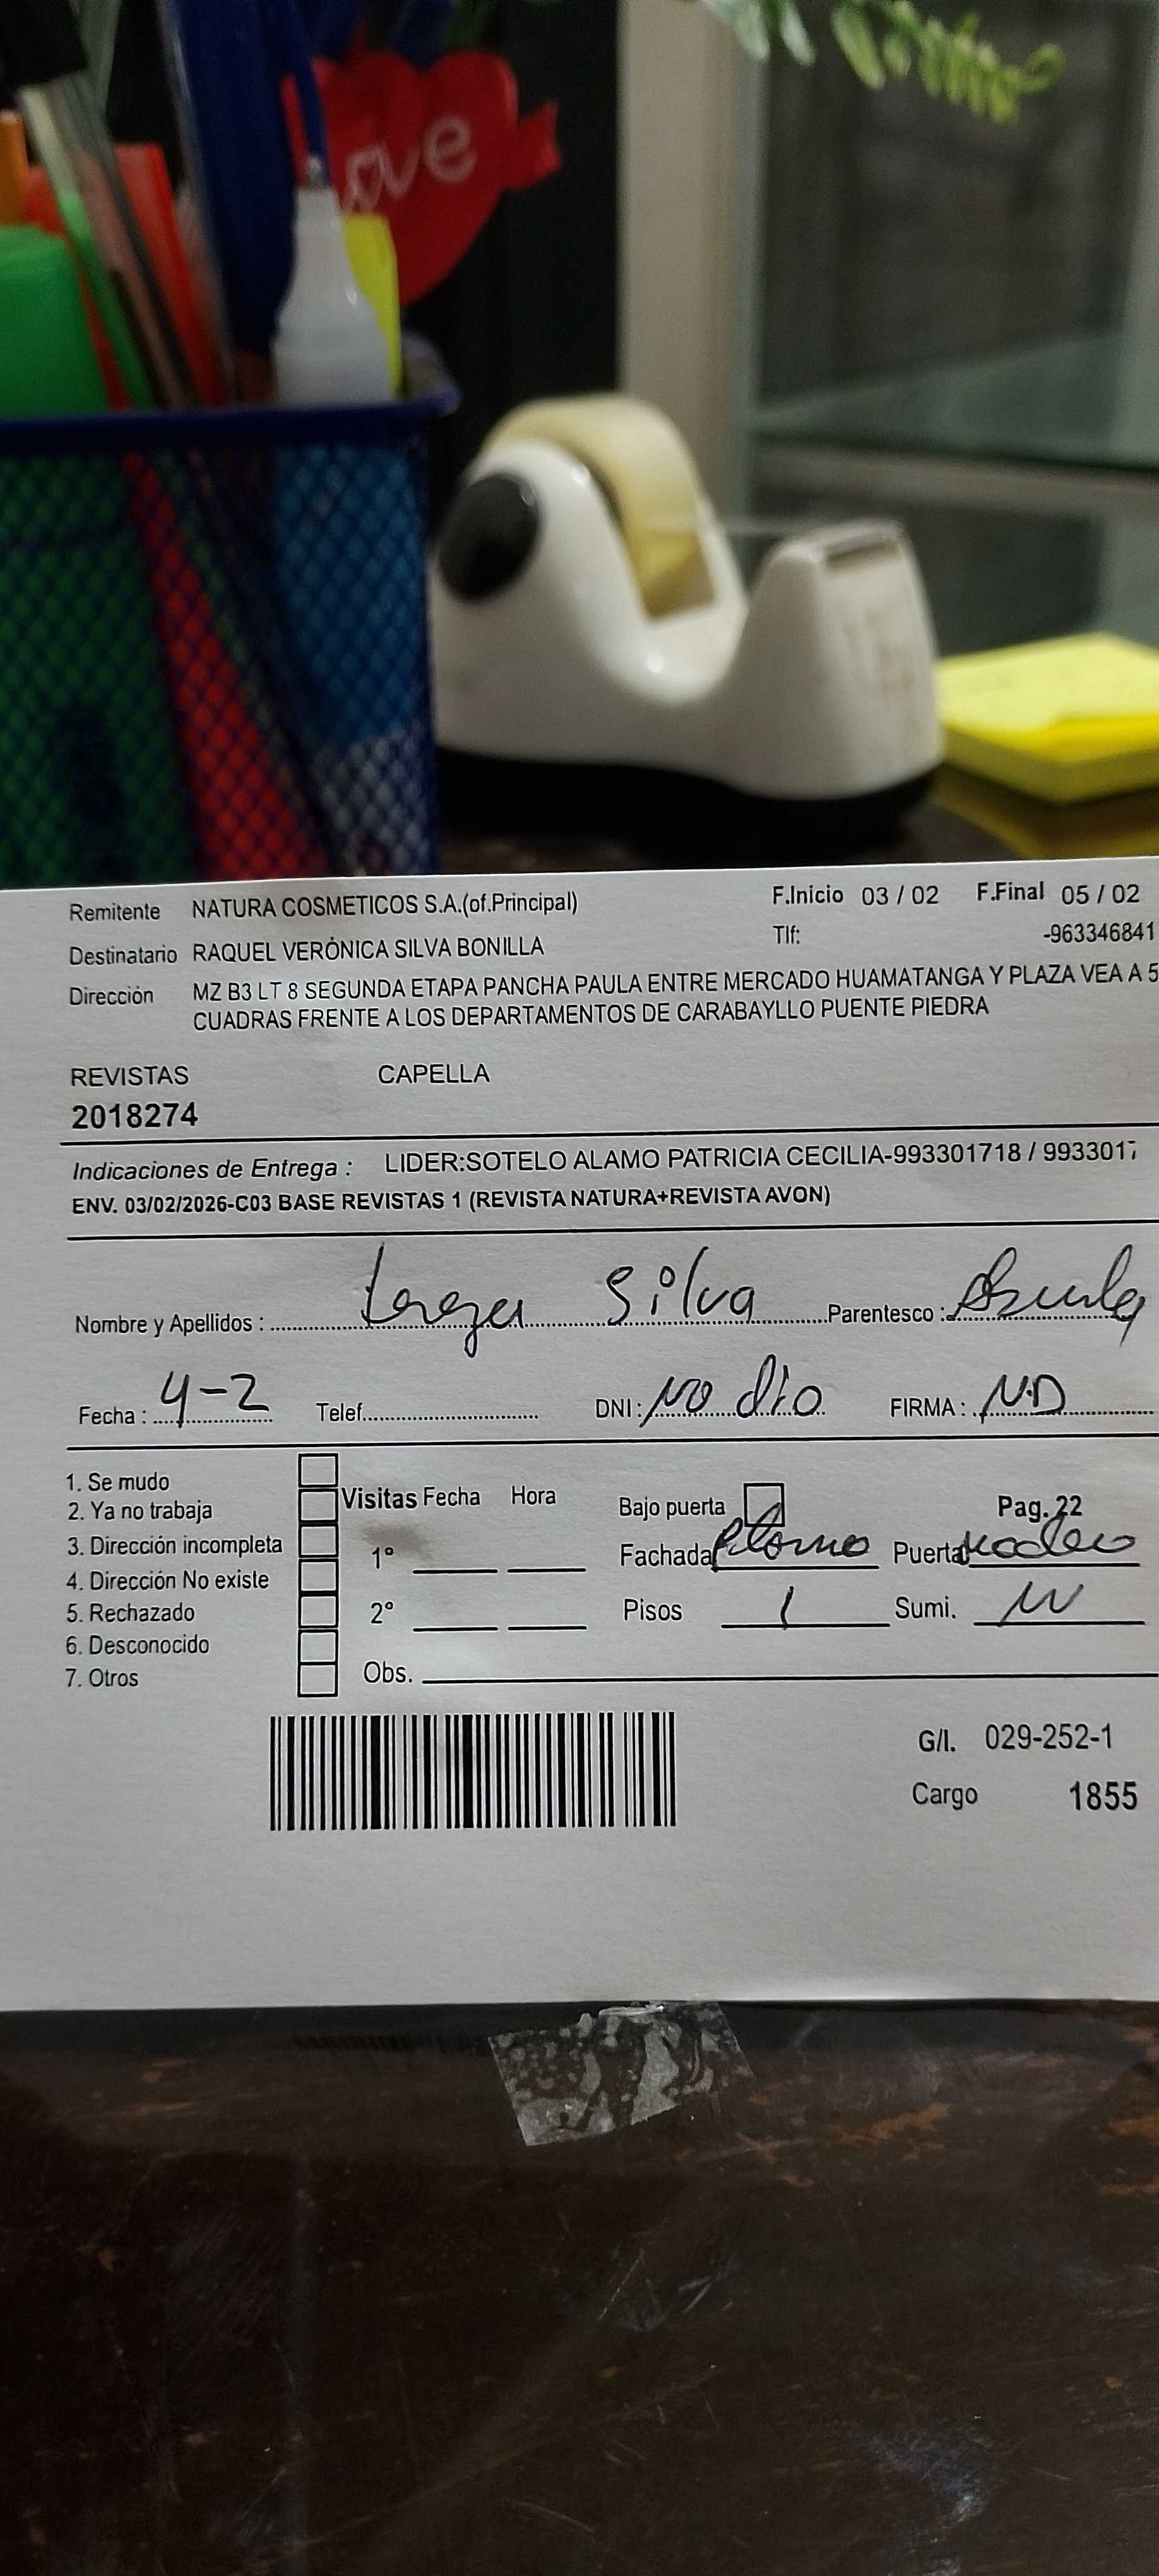 love
Remitente NATURA COSMETICOS S.A.(of.Principal) F.Inicio 03 / 02 F.Final 05 / 02
Destinatario RAQUEL VERÓNICA SILVA BONILLA Tlf: -963346841
Dirección MZ B3 LT 8 SEGUNDA ETAPA PANCHA PAULA ENTRE MERCADO HUAMATANGA Y PLAZA VEA A 5
CUADRAS FRENTE A LOS DEPARTAMENTOS DE CARABAYLLO PUENTE PIEDRA
REVISTAS CAPELLA
2018274
Indicaciones de Entrega : LIDER:SOTELO ALAMO PATRICIA CECILIA-993301718 / 9933017
ENV. 03/02/2026-C03 BASE REVISTAS 1 (REVISTA NATURA+REVISTA AVON)
Nombre y Apellidos : Silva Parentesco :
Fecha : 4-2 Telef. DNI : no dio FIRMA : N.D
1. Se mudo
2. Ya no trabaja Visitas Fecha Hora Bajo puerta Pag. 22
3. Dirección incompleta 1° Fachada plomo Puerta madera
4. Dirección No existe
5. Rechazado 2° Pisos 1 Sumi.
6. Desconocido
7. Otros Obs.
G/I. 029-252-1
Cargo 1855